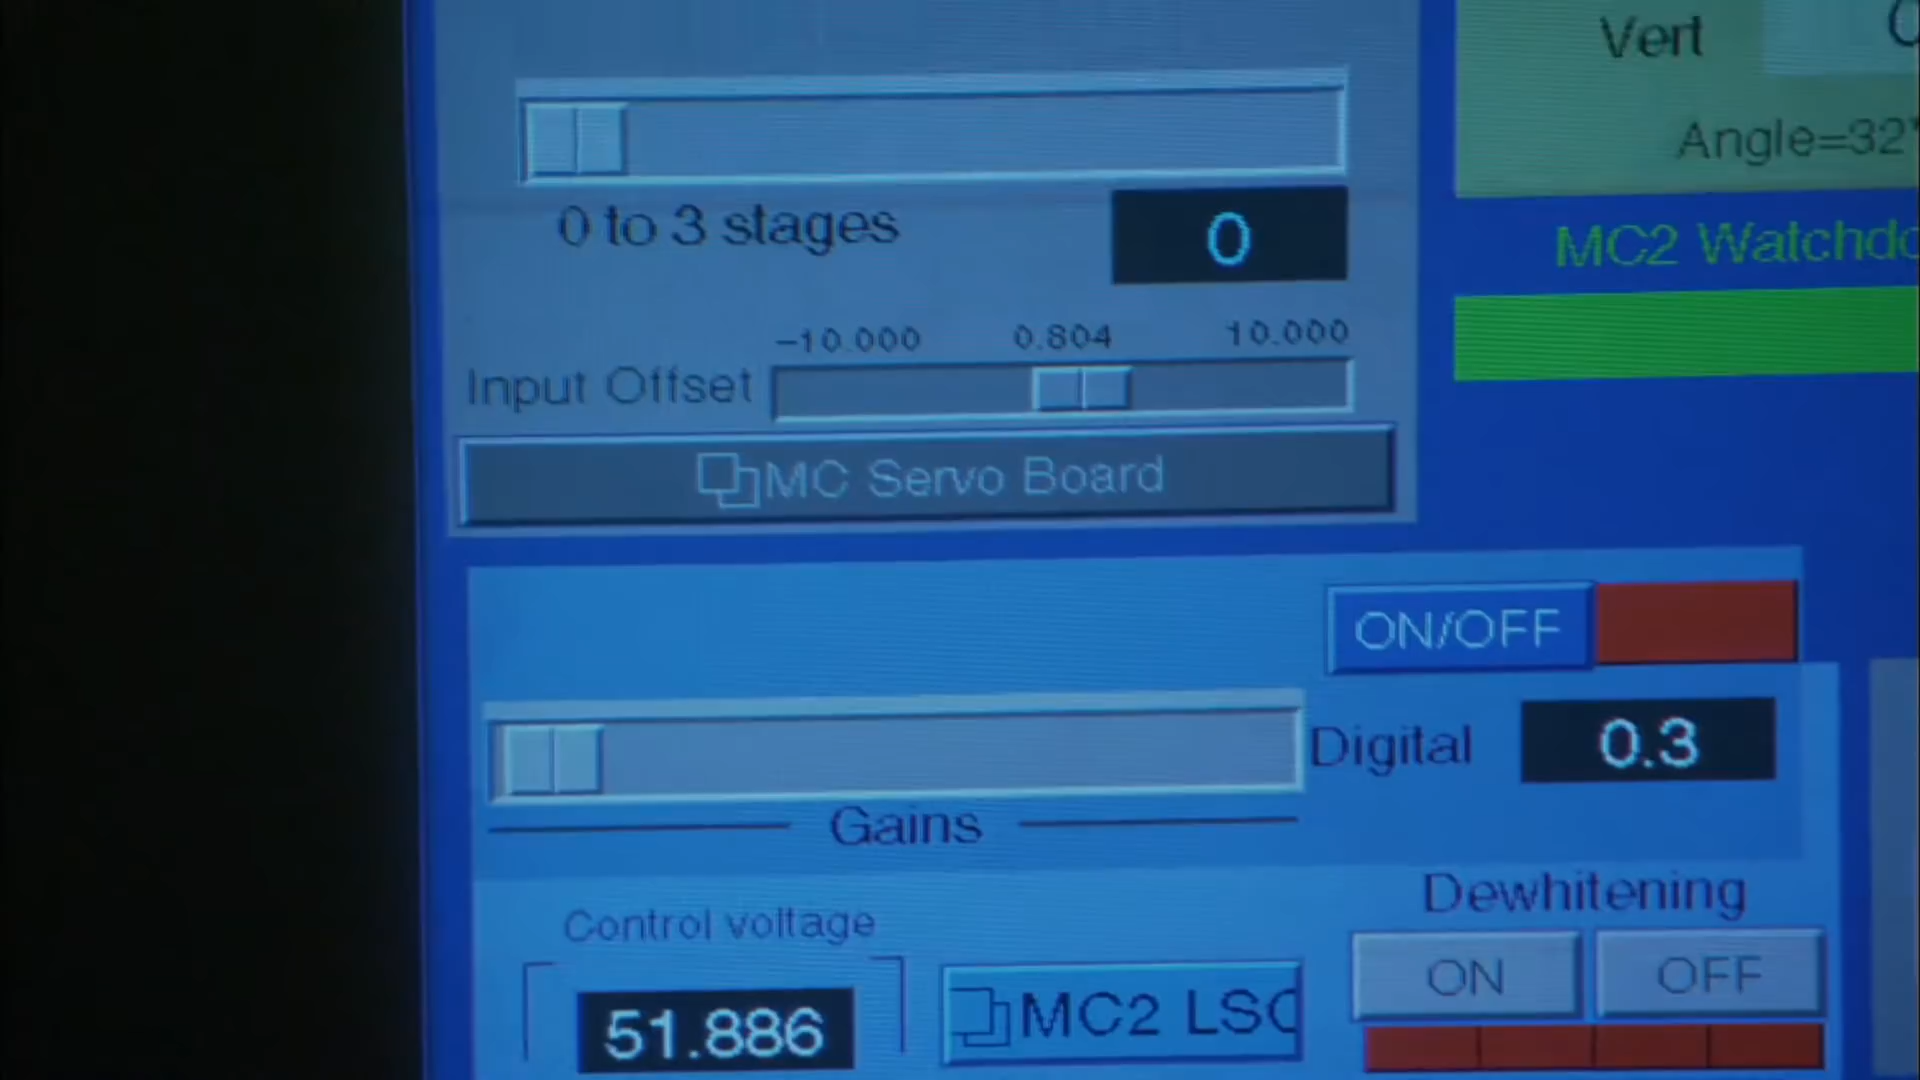 Vert
Angle=32°
0 to 3 stages
0
MC2 
-10.000 0.804 10.000
Input Offset
MC Servo Board
ON/OFF
Digital 0.3
Gains
Dewhitening
Control voltage
ON OFF
51.886
MC2 LSC